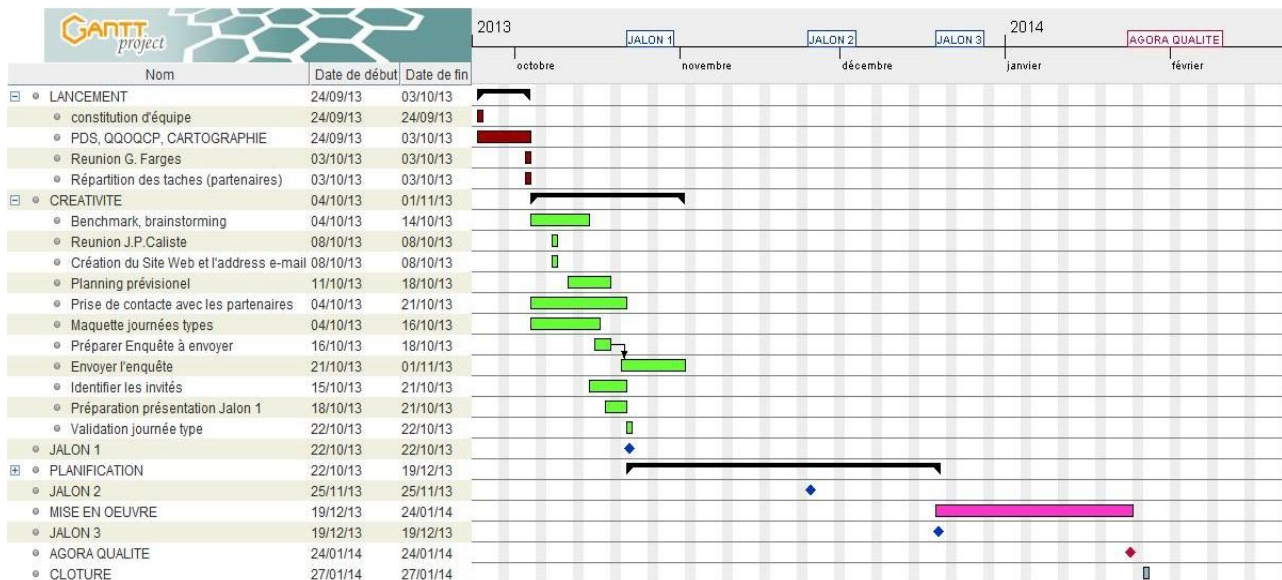 GANTT
project
2013
2014
JALON 1
JALON 2
JALON 3
AGORA QUALITE
octobre
novembre
décembre
janvier
février
Nom Date de début Date de fin
LANCEMENT 24/09/13 03/10/13
constitution d'équipe 24/09/13 24/09/13
PDS, QQOQCP, CARTOGRAPHIE 24/09/13 03/10/13
Reunion G. Farges 03/10/13 03/10/13
Répartition des taches (partenaires) 03/10/13 03/10/13
CREATIVITE 04/10/13 01/11/13
Benchmark, brainstorming 04/10/13 14/10/13
Reunion J.P.Caliste 08/10/13 08/10/13
Création du Site Web et l'address e-mail 08/10/13 08/10/13
Planning prévisionel 11/10/13 18/10/13
Prise de contacte avec les partenaires 04/10/13 21/10/13
Maquette journées types 04/10/13 16/10/13
Préparer Enquête à envoyer 16/10/13 18/10/13
Envoyer l'enquête 21/10/13 01/11/13
Identifier les invités 15/10/13 21/10/13
Préparation présentation Jalon 1 18/10/13 21/10/13
Validation journée type 22/10/13 22/10/13
JALON 1 22/10/13 22/10/13
PLANIFICATION 22/10/13 19/12/13
JALON 2 25/11/13 25/11/13
MISE EN OEUVRE 19/12/13 24/01/14
JALON 3 19/12/13 19/12/13
AGORA QUALITE 24/01/14 24/01/14
CLOTURE 27/01/14 27/01/14